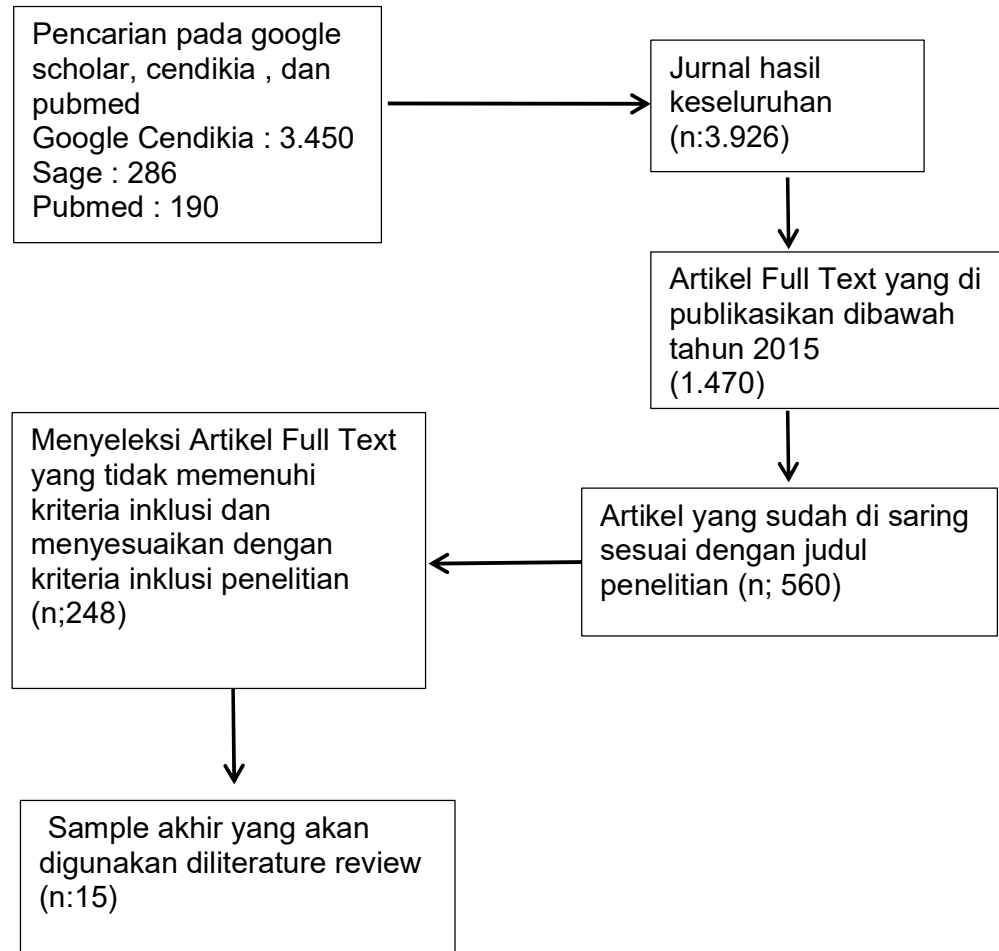 Pencarian pada google
scholar, cendikia , dan
pubmed
Google Cendikia : 3.450
Sage : 286
Pubmed : 190
Jurnal hasil
keseluruhan
(n:3.926)
Artikel Full Text yang di
publikasikan dibawah
tahun 2015
(1.470)
Artikel yang sudah di saring
sesuai dengan judul
penelitian (n; 560)
Menyeleksi Artikel Full Text
yang tidak memenuhi
kriteria inklusi dan
menyesuaikan dengan
kriteria inklusi penelitian
(n;248)
Sample akhir yang akan
digunakan diliterature review
(n:15)